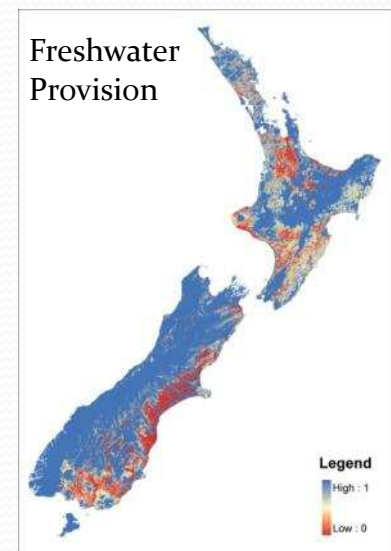 Freshwater
Provision
Legend
High : 1
Low : 0